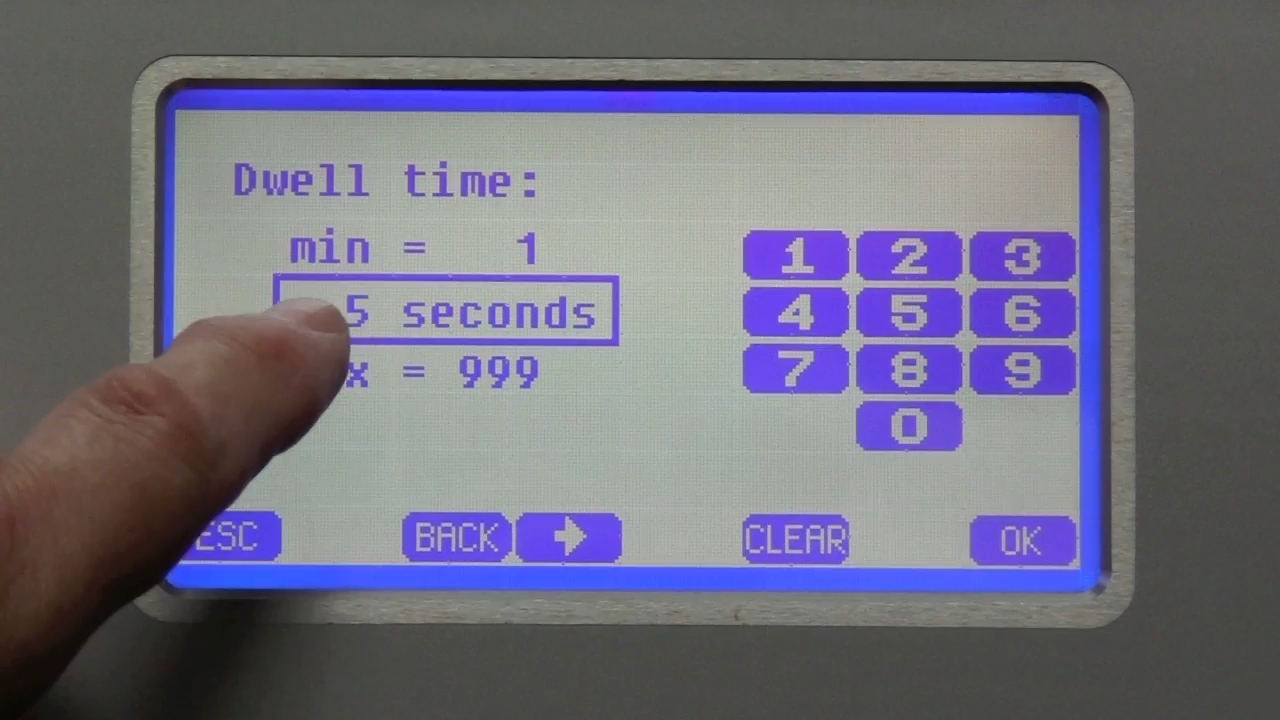 Dwell time:
min = 1
5 seconds
x = 999
1 2 3
4 5 6
7 8 9
0
ESC BACK CLEAR OK